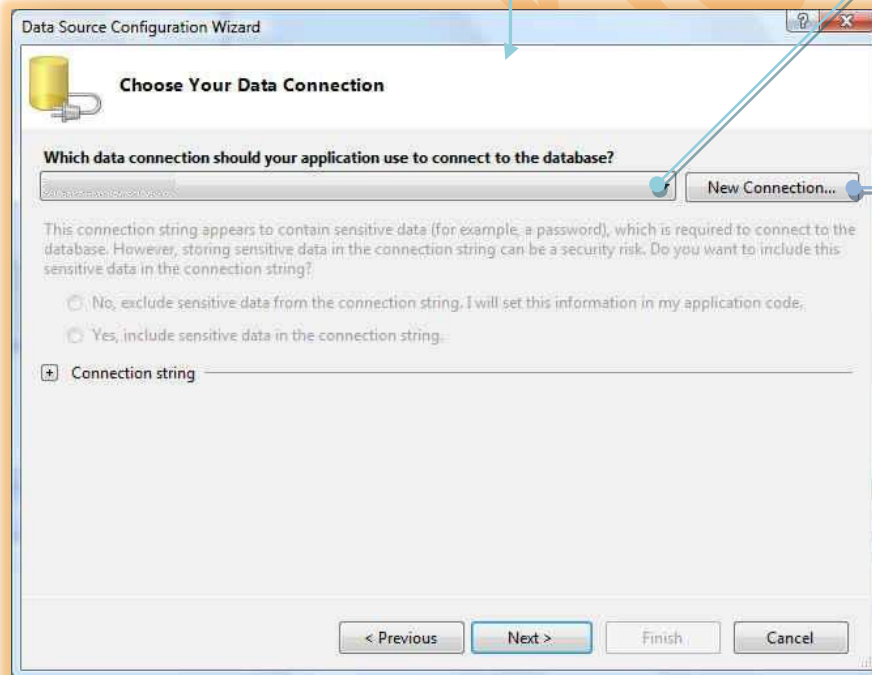 Data Source Configuration Wizard
Choose Your Data Connection
Which data connection should your application use to connect to the database?
New Connection...
This connection string appears to contain sensitive data (for example, a password), which is required to connect to the
database. However, storing sensitive data in the connection string can be a security risk. Do you want to include this
sensitive data in the connection string?
No, exclude sensitive data from the connection string. I will set this information in my application code.
Yes, include sensitive data in the connection string.
Connection string
< Previous
Next >
Finish
Cancel